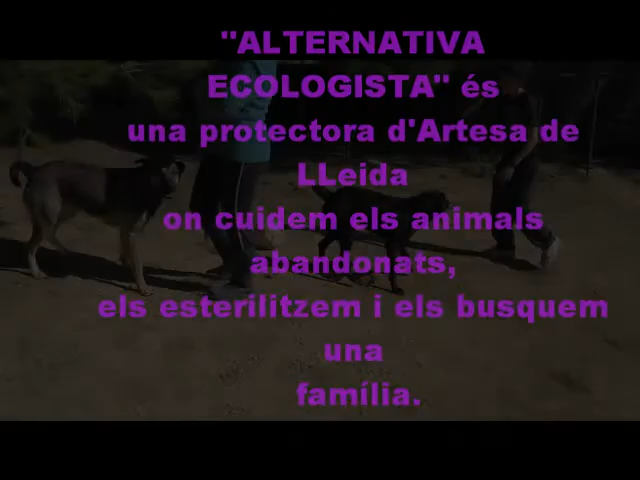 "ALTERNATIVA
ECOLOGISTA" és
una protectora d'Artesa de
LLeida
on cuidem els animals
abandonats,
els esterilitzem i els busquem
una
família.